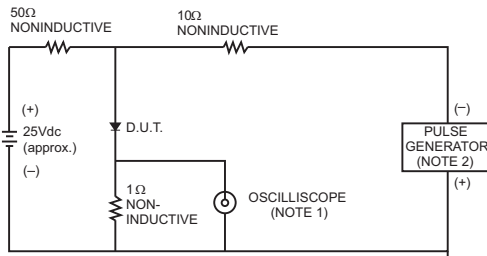 50Ω
NONINDUCTIVE
10Ω
NONINDUCTIVE
(+)
25Vdc
(approx.)
(–)
D.U.T.
1Ω
NON-
INDUCTIVE
OSCILLISCOPE
(NOTE 1)
(–)
PULSE
GENERATOR
(NOTE 2)
(+)